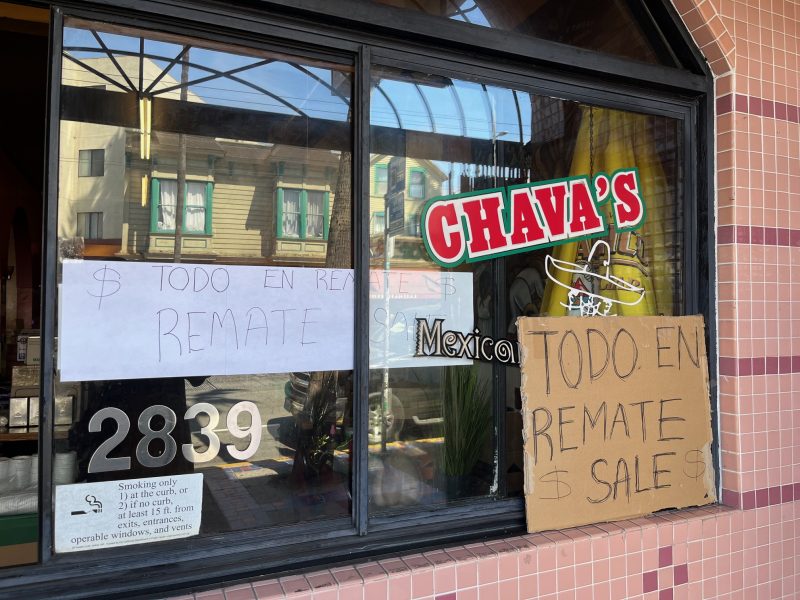 CHAVA'S
Mexican
$ TODO EN REMATE $
REMATE SALE
TODO EN
REMATE
$ SALE $
2839
Smoking only
1) at the curb, or
2) if no curb,
at least 15 ft. from
exits, entrances,
operable windows, and vents